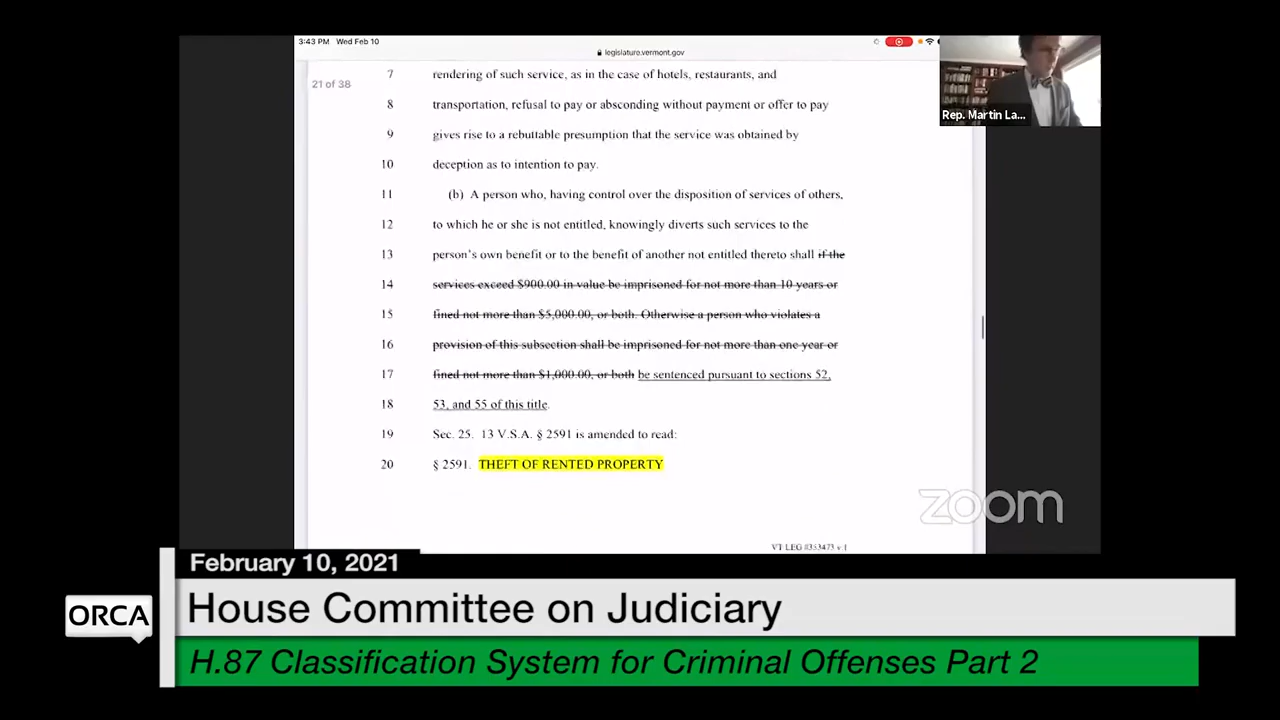 3:43 PM Wed Feb 10
legislature.vermont.gov
21 of 38
7 rendering of such service, as in the case of hotels, restaurants, and
8 transportation, refusal to pay or absconding without payment or offer to pay
9 gives rise to a rebuttable presumption that the service was obtained by
10 deception as to intention to pay.
11 (b) A person who, having control over the disposition of services of others,
12 to which he or she is not entitled, knowingly diverts such services to the
13 person's own benefit or to the benefit of another not entitled thereto shall if the
14 services exceed $900.00 in value be imprisoned for not more than 10 years or
15 fined not more than $5,000.00, or both. Otherwise a person who violates a
16 provision of this subsection shall be imprisoned for not more than one year or
17 fined not more than $1,000.00, or both be sentenced pursuant to sections 52,
18 53, and 55 of this title.
19 Sec. 25. 13 V.S.A. § 2591 is amended to read:
20 § 2591. THEFT OF RENTED PROPERTY
VT LEG #353473 v.1
Rep. Martin La...
zoom
February 10, 2021
ORCA
House Committee on Judiciary
H.87 Classification System for Criminal Offenses Part 2